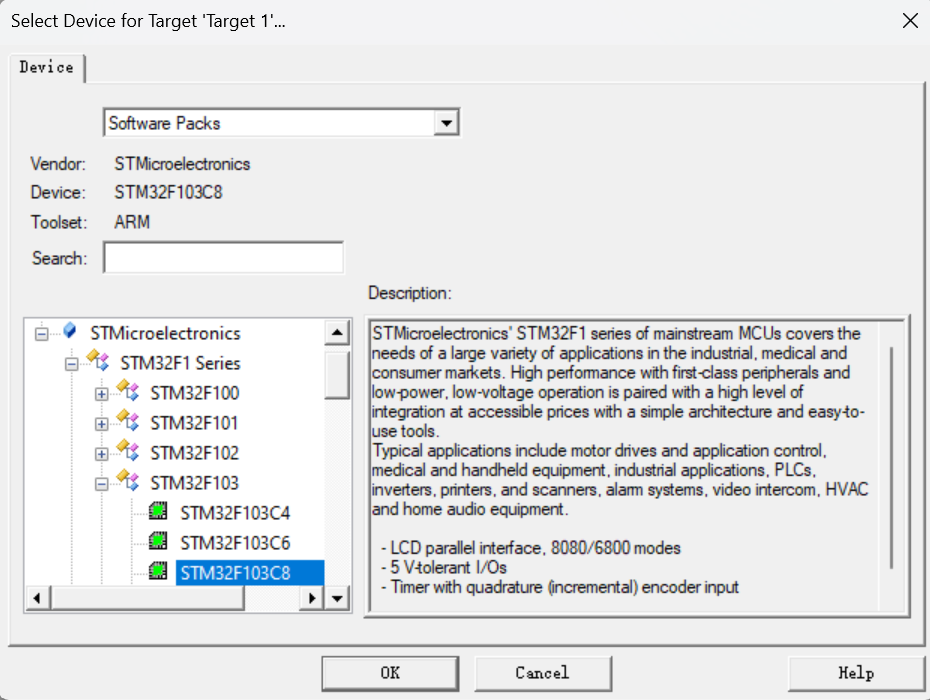 Select Device for Target 'Target 1'...
Device
Software Packs
Vendor: STMicroelectronics
Device: STM32F103C8
Toolset: ARM
Search:
Description:
STMicroelectronics
STM32F1 Series
STM32F100
STM32F101
STM32F102
STM32F103
STM32F103C4
STM32F103C6
STM32F103C8
STMicroelectronics' STM32F1 series of mainstream MCUs covers the
needs of a large variety of applications in the industrial, medical and
consumer markets. High performance with first-class peripherals and
low-power, low-voltage operation is paired with a high level of
integration at accessible prices with a simple architecture and easy-to-
use tools.
Typical applications include motor drives and application control,
medical and handheld equipment, industrial applications, PLCs,
inverters, printers, and scanners, alarm systems, video intercom, HVAC
and home audio equipment.
- LCD parallel interface, 8080/6800 modes
- 5 V-tolerant I/Os
- Timer with quadrature (incremental) encoder input
OK
Cancel
Help